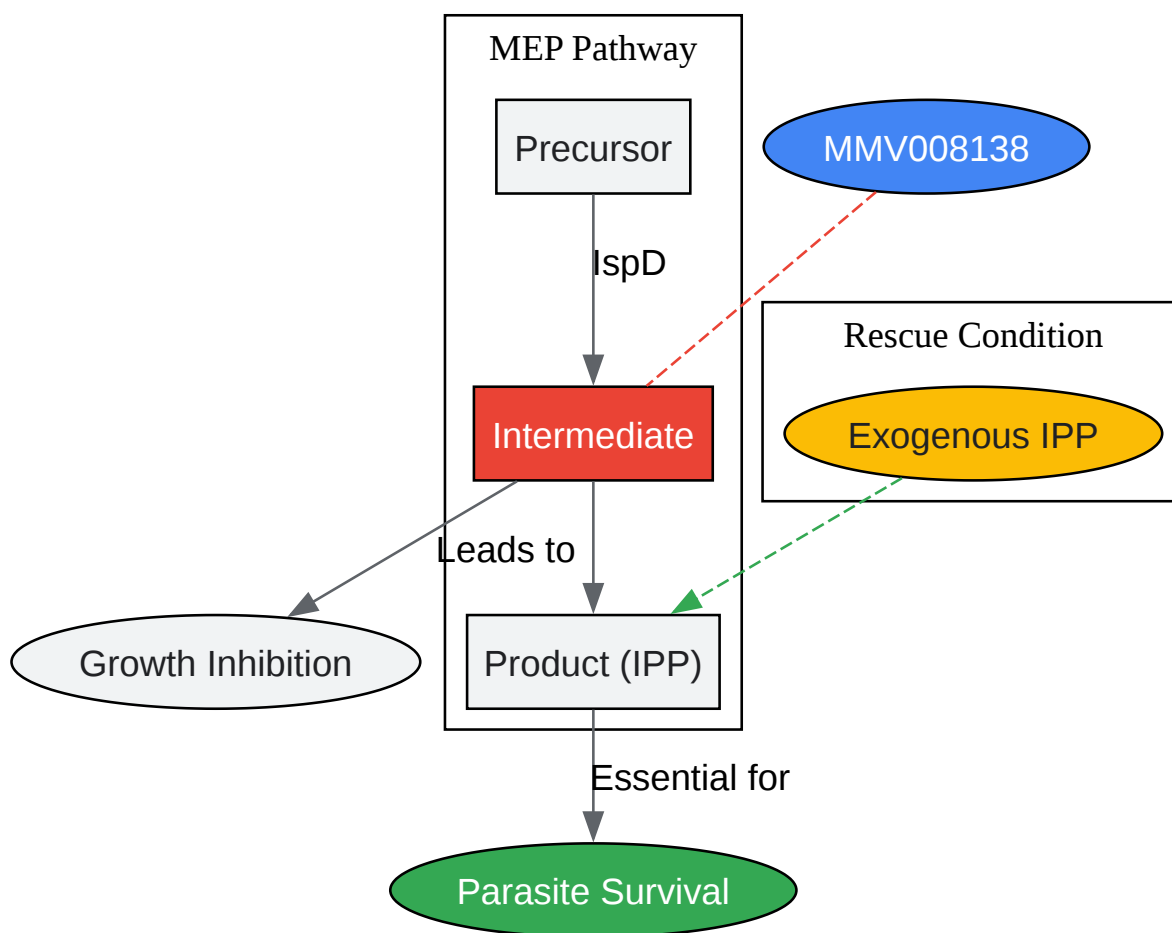 MEP Pathway
Precursor
MMV008138
IspD
Rescue Condition
Intermediate
Exogenous IPP
Leads to
Growth Inhibition
Product (IPP)
Essential for
Parasite Survival